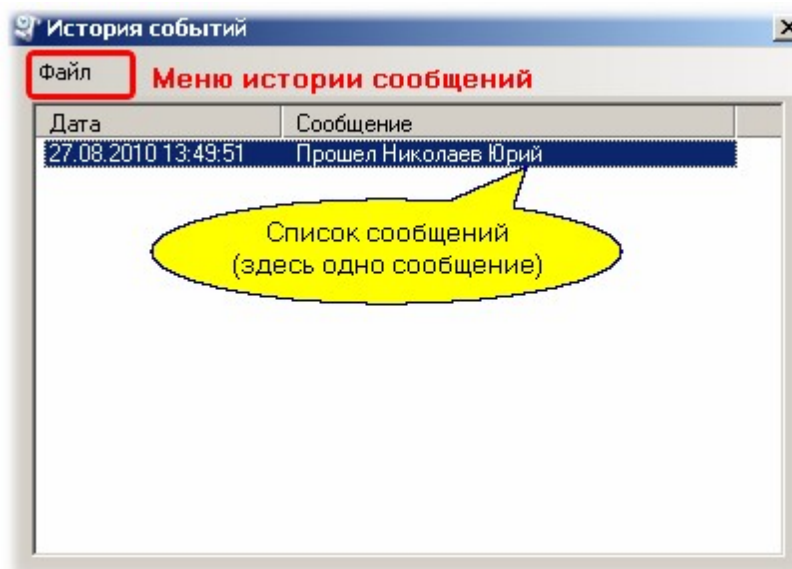 История событий
Файл
Меню истории сообщений
Дата Сообщение
27.08.2010 13:49:51 Прошел Николаев Юрий
Список сообщений
(здесь одно сообщение)